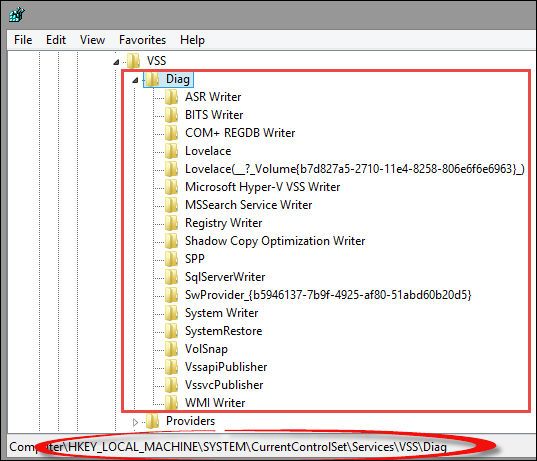 File Edit View Favorites Help
VSS
Diag
ASR Writer
BITS Writer
COM+ REGDB Writer
Lovelace
Lovelace(__?_Volume{b7d827a5-2710-11e4-8258-806e6f6e6963}_)
Microsoft Hyper-V VSS Writer
MSSearch Service Writer
Registry Writer
Shadow Copy Optimization Writer
SPP
SqlServerWriter
SwProvider_{b5946137-7b9f-4925-af80-51abd60b20d5}
System Writer
SystemRestore
VolSnap
VssapiPublisher
VssvcPublisher
WMI Writer
Providers
Computer\HKEY_LOCAL_MACHINE\SYSTEM\CurrentControlSet\Services\VSS\Diag